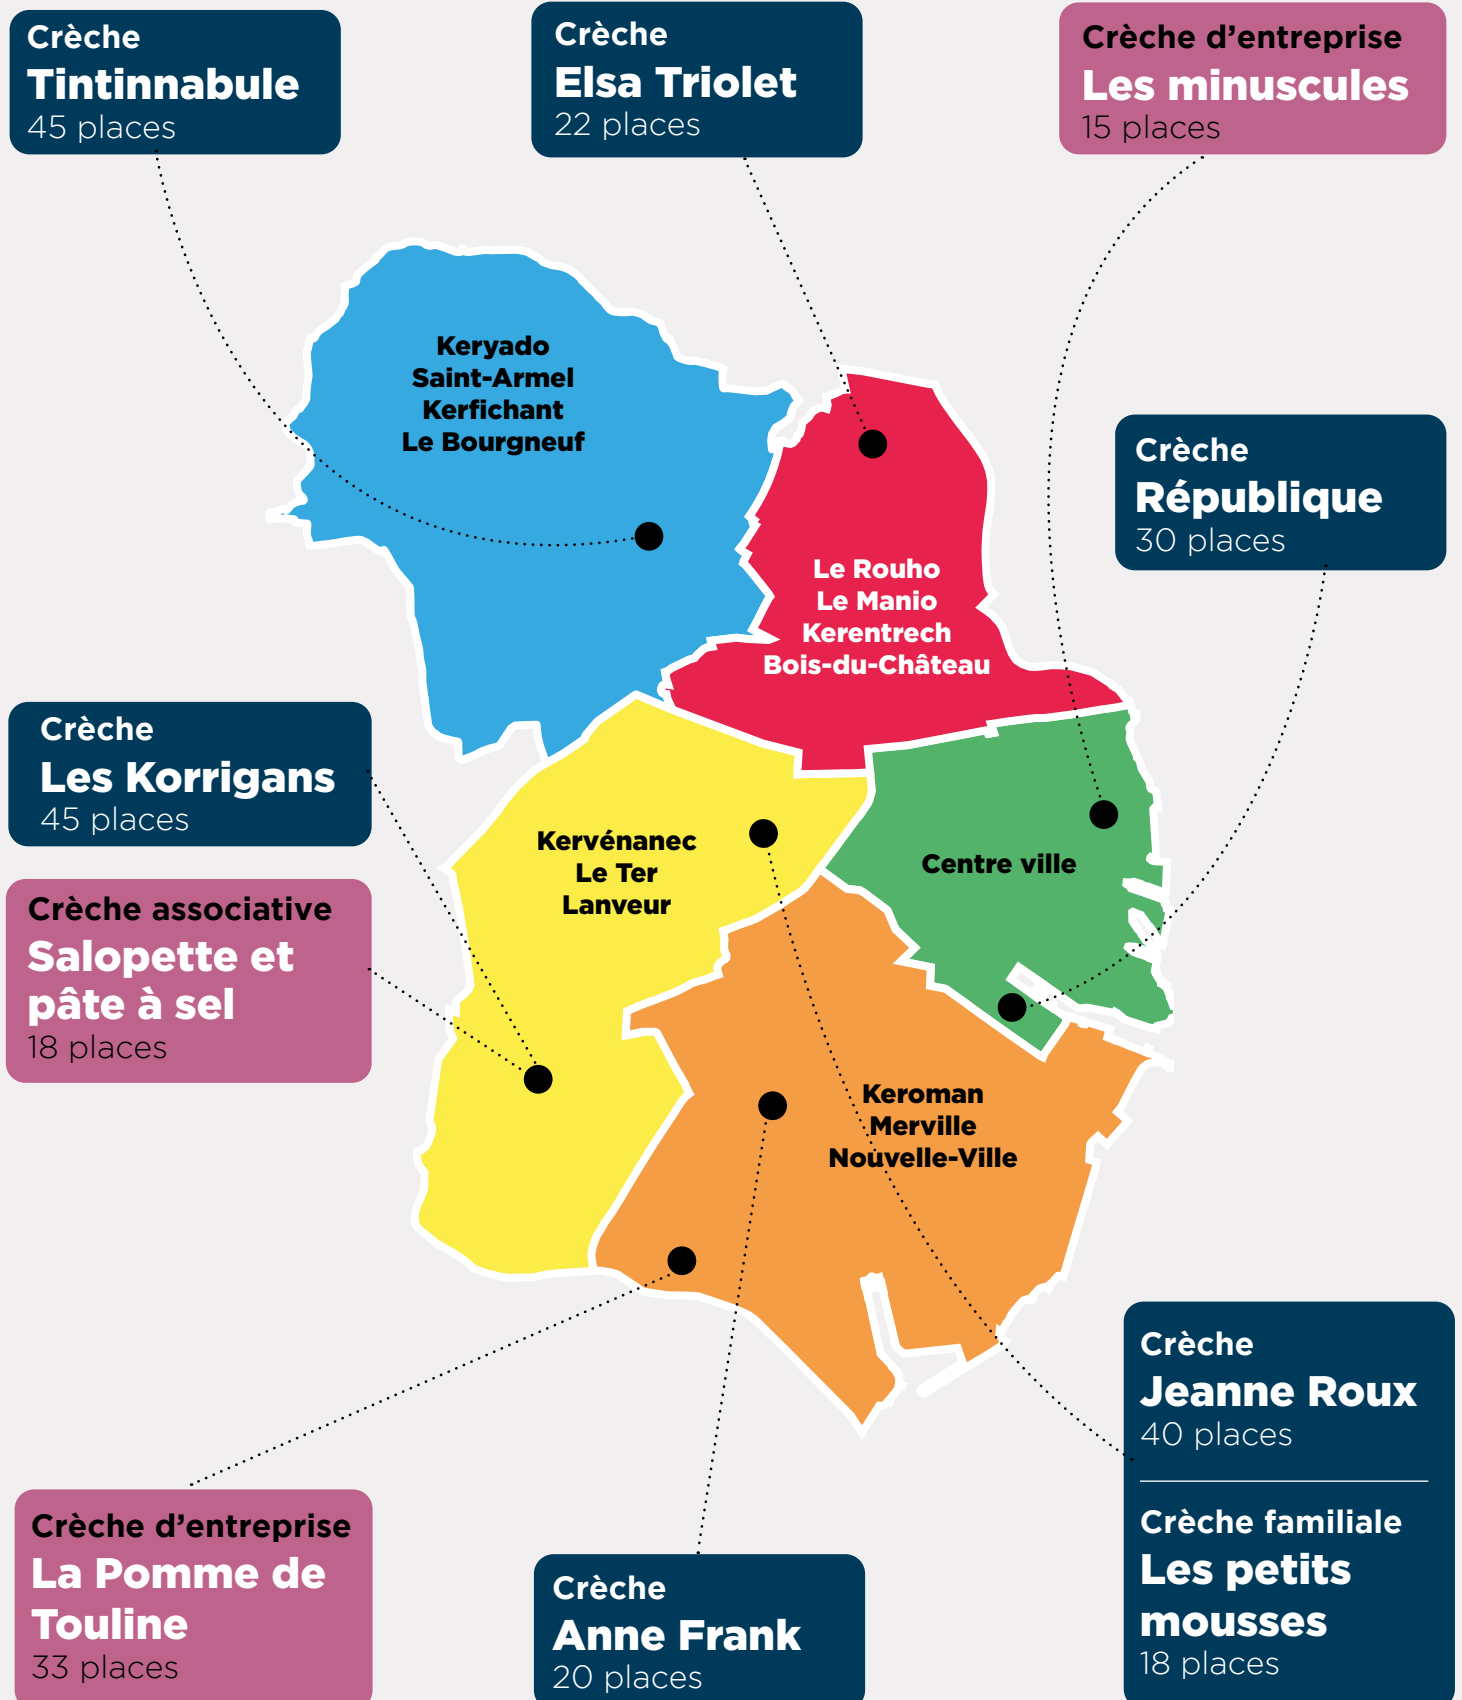 Crèche
Tintinnabule
45 places
Crèche
Elsa Triolet
22 places
Crèche d'entreprise
Les minuscules
15 places
Keryado
Saint-Armel
Kerfichant
Le Bourgneuf
Crèche
République
30 places
Le Rouho
Le Manio
Kerentrech
Bois-du-Château
Crèche
Les Korrigans
45 places
Kervénanec
Le Ter
Lanveur
Centre ville
Crèche associative
Salopette et
pâte à sel
18 places
Keroman
Merville
Nouvelle-Ville
Crèche
Jeanne Roux
40 places
Crèche familiale
Les petits
mousses
18 places
Crèche d'entreprise
La Pomme de
Touline
33 places
Crèche
Anne Frank
20 places